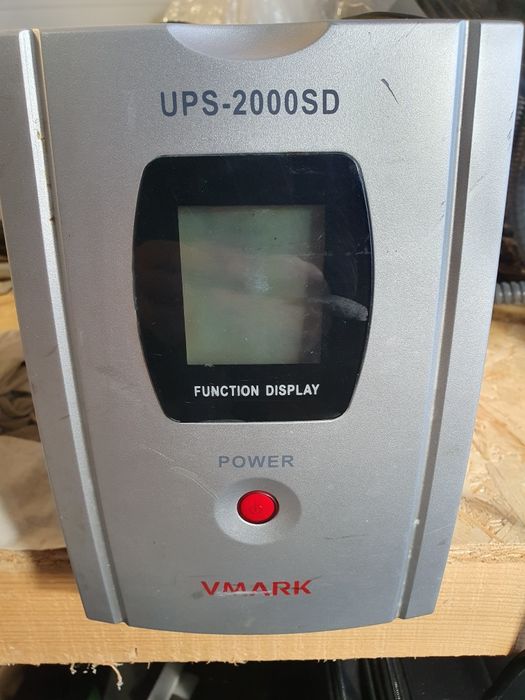 UPS-2000SD
FUNCTION DISPLAY
POWER
VMARK